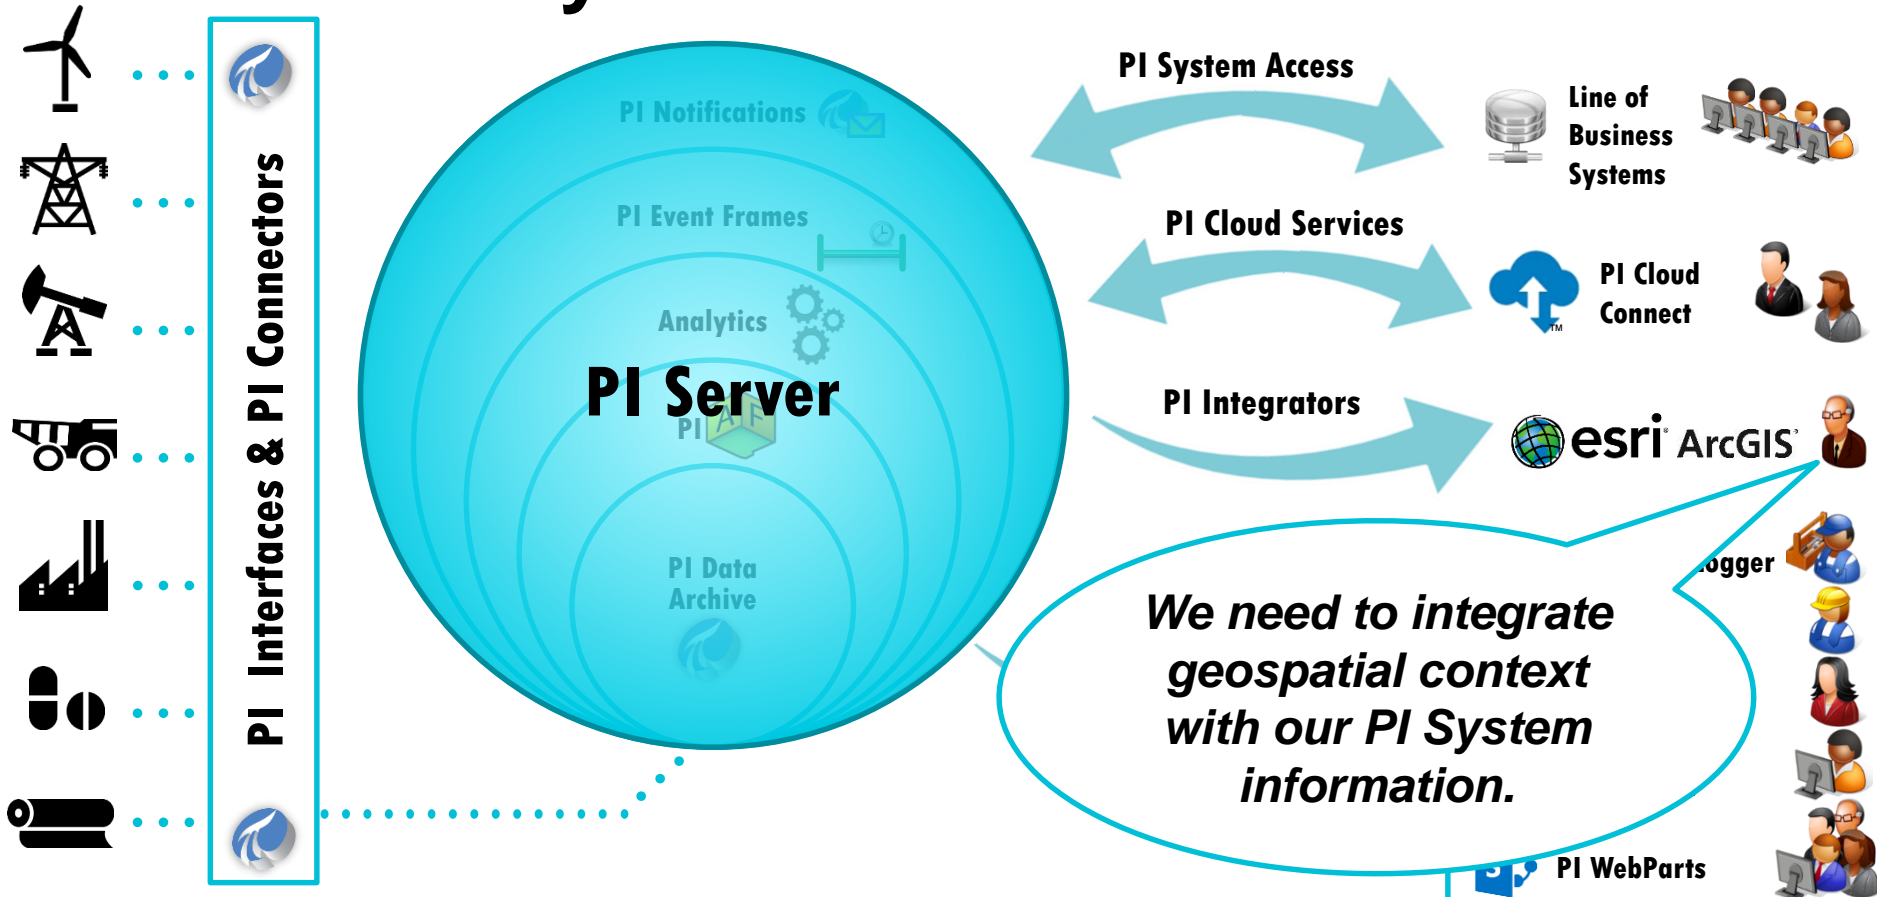 PI Interfaces & PI Connectors
PI Notifications
PI Event Frames
Analytics
PI Server
PI
AF
PI Data
Archive
PI System Access
Line of
Business
Systems
PI Cloud Services
PI Cloud
Connect
TM
PI Integrators
esri ArcGIS
We need to integrate
geospatial context
with our PI System
information.
S
PI WebParts